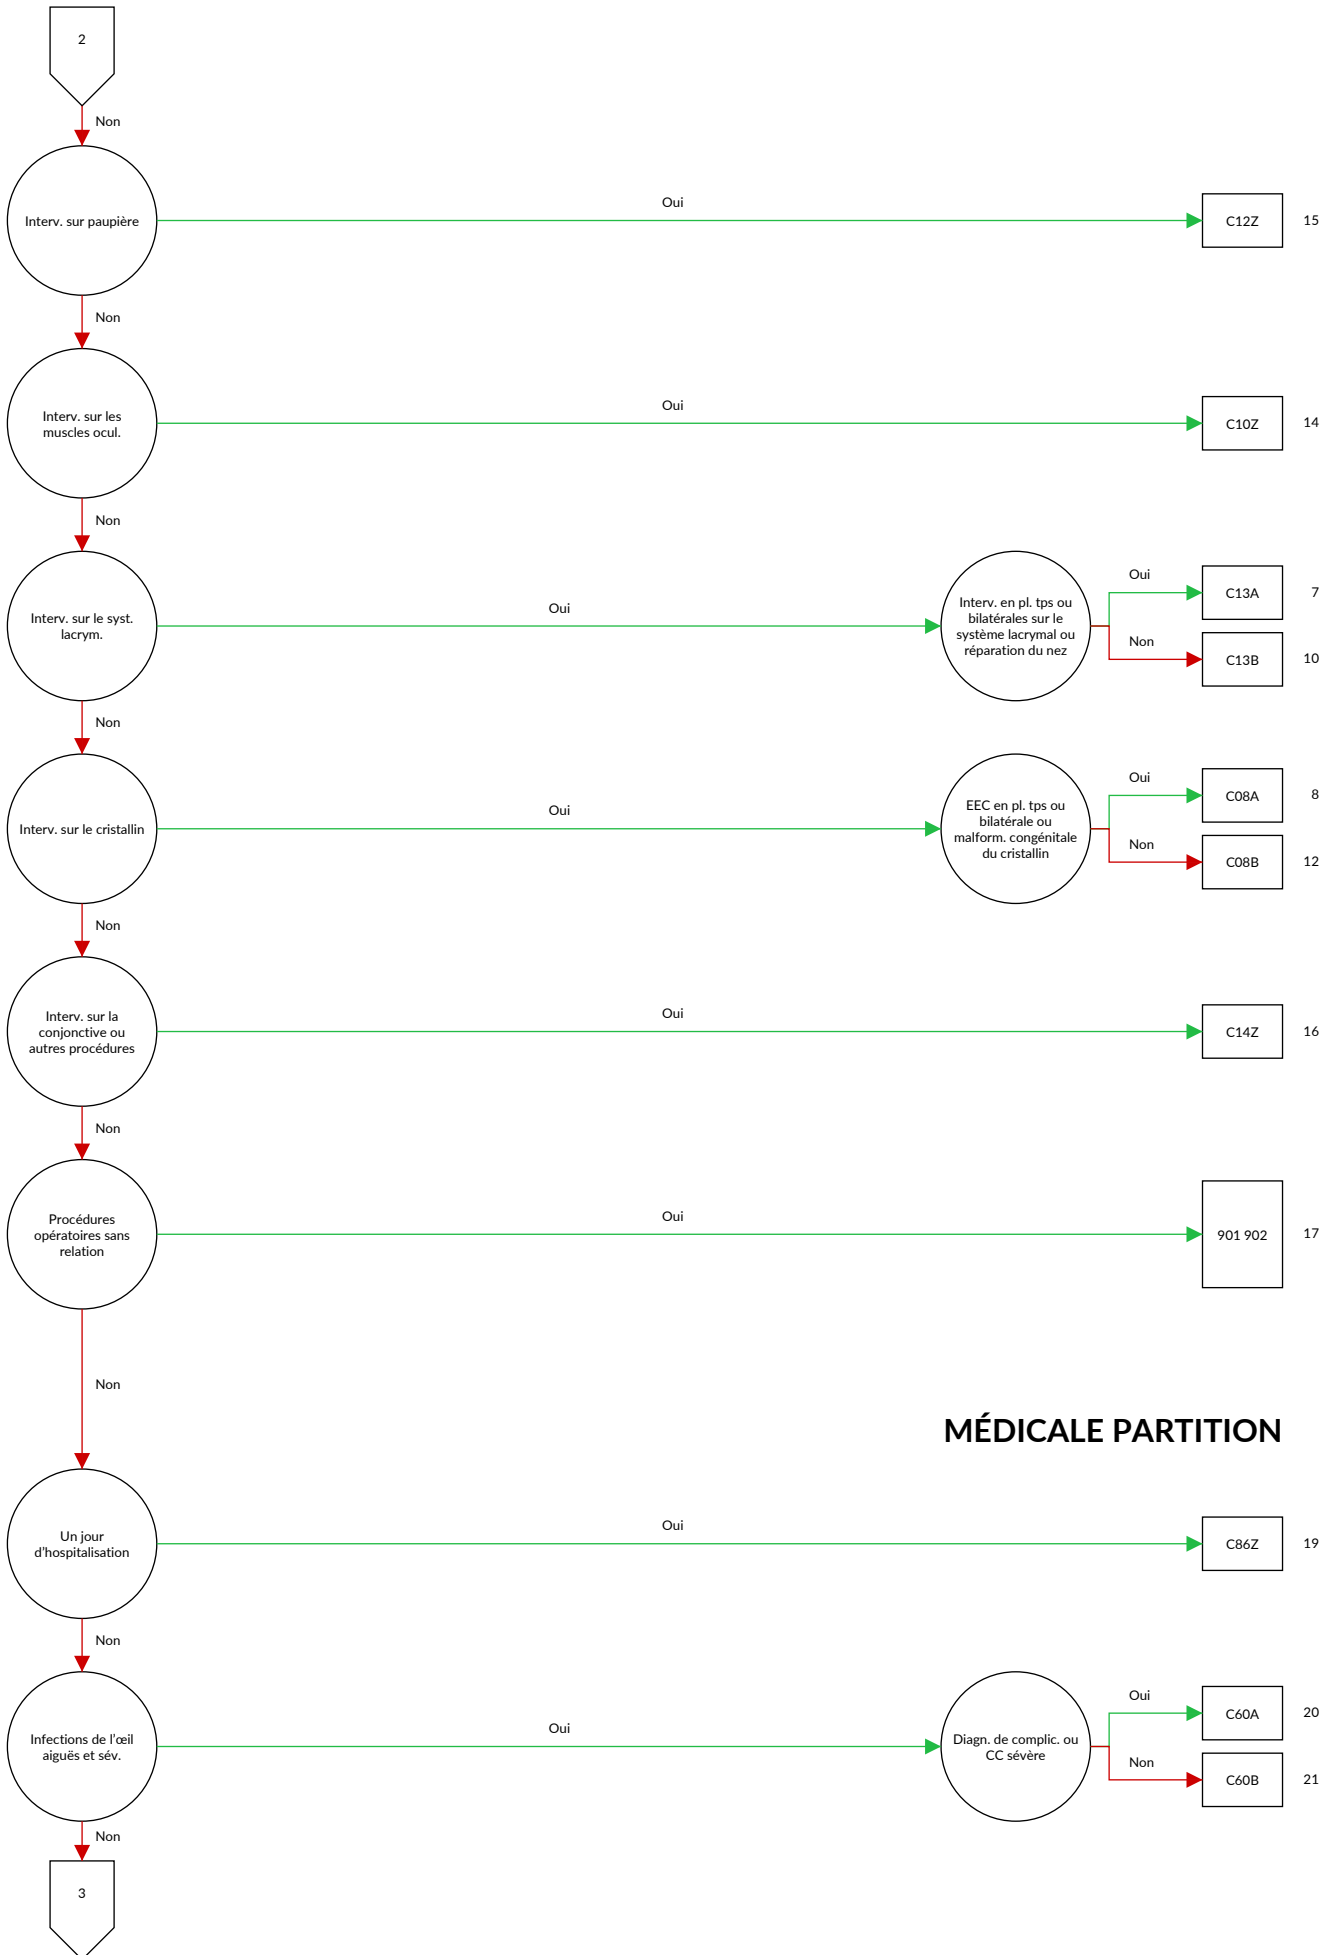 2
Non
Interv. sur paupière
Oui
C12Z
15
Non
Interv. sur les
muscles ocul.
Oui
C10Z
14
Non
Interv. sur le syst.
lacrym.
Oui
Interv. en pl. tps ou
bilatérales sur le
système lacrymal ou
réparation du nez
Oui
C13A
7
Non
C13B
10
Non
Interv. sur le cristallin
Oui
EEC en pl. tps ou
bilatérale ou
malform. congénitale
du cristallin
Oui
C08A
8
Non
C08B
12
Non
Interv. sur la
conjonctive ou
autres procédures
Oui
C14Z
16
Non
Procédures
opératoires sans
relation
Oui
901 902
17
Non
MÉDICALE PARTITION
Un jour
d'hospitalisation
Oui
C86Z
19
Non
Infections de l'œil
aiguës et sév.
Oui
Diagn. de complic. ou
CC sévère
Oui
C60A
20
Non
C60B
21
Non
3